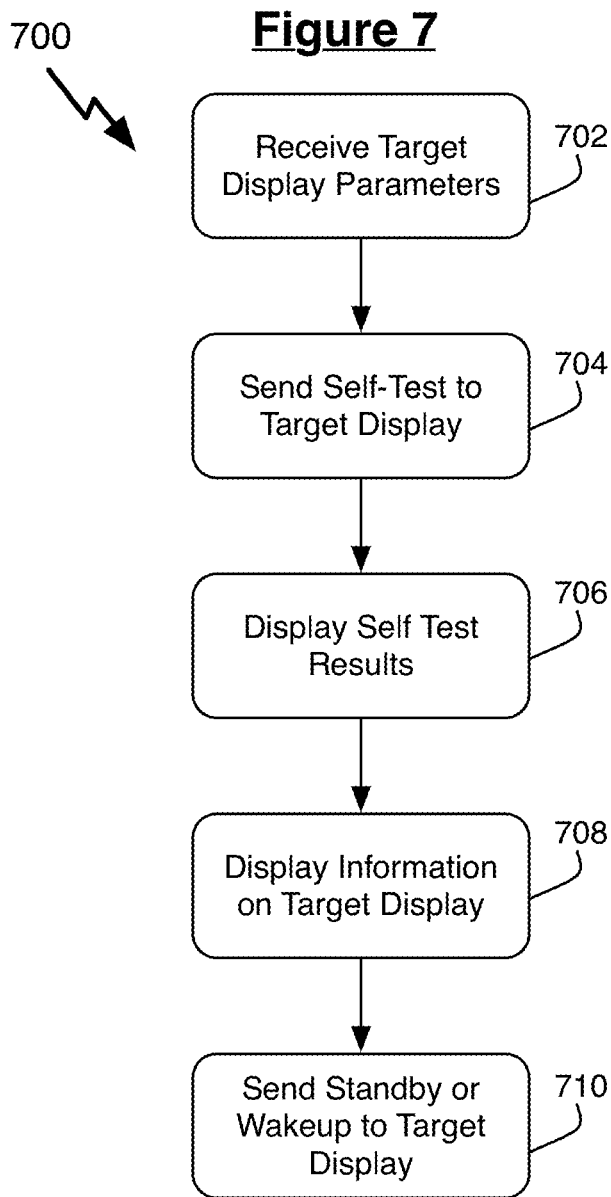 700
Figure 7
Receive Target
Display Parameters
702
Send Self-Test to
Target Display
704
Display Self Test
Results
706
Display Information
on Target Display
708
Send Standby or
Wakeup to Target
Display
710